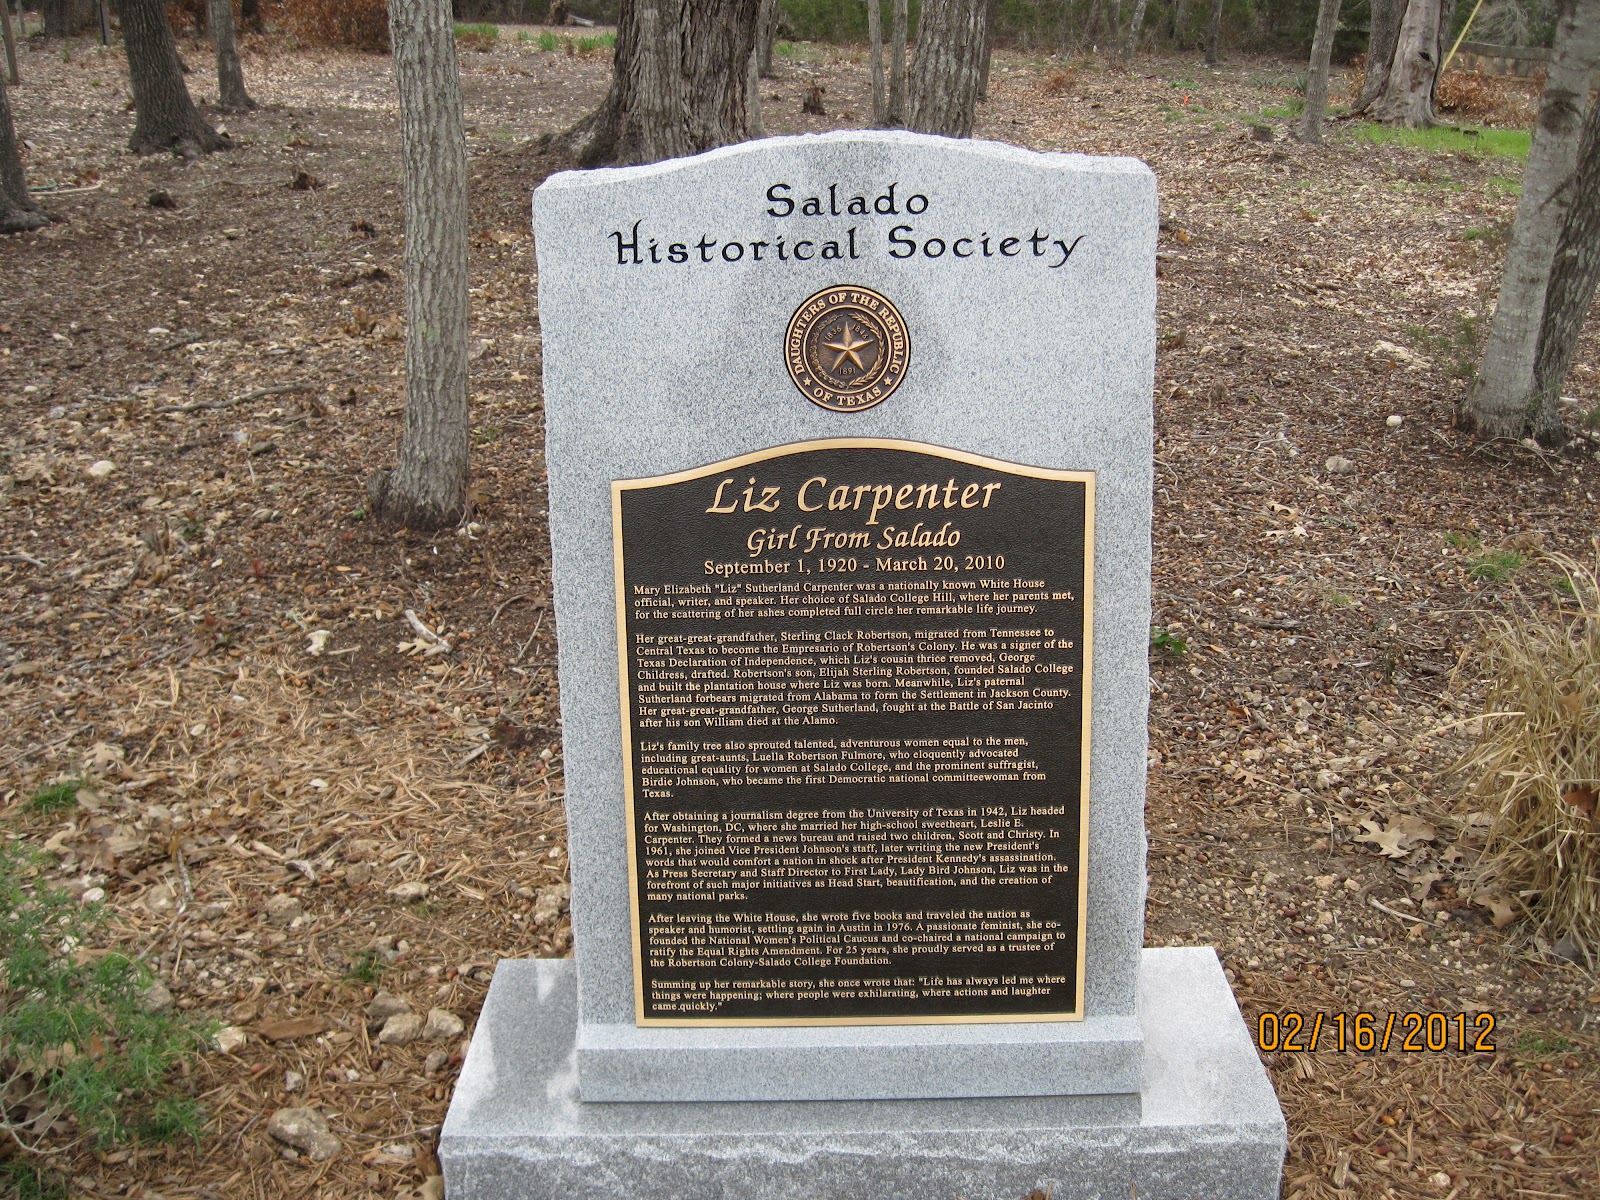 Salado
Historical Society
DAUGHTERS OF THE REPUBLIC
OF TEXAS
1836 1846
1891
Liz Carpenter
Girl From Salado
September 1, 1920 - March 20, 2010
Mary Elizabeth "Liz" Sutherland Carpenter was a nationally known White House
official, writer, and speaker. Her choice of Salado College Hill, where her parents met,
for the scattering of her ashes completed full circle her remarkable life journey.
Her great-great-grandfather, Sterling Clack Robertson, migrated from Tennessee to
Central Texas to become the Empresario of Robertson's Colony. He was a signer of the
Texas Declaration of Independence, which Liz's cousin thrice removed, George
Childress, drafted. Robertson's son, Elijah Sterling Robertson, founded Salado College
and built the plantation house where Liz was born. Meanwhile, Liz's paternal
Sutherland forbears migrated from Alabama to form the Settlement in Jackson County.
Her great-great-grandfather, George Sutherland, fought at the Battle of San Jacinto
after his son William died at the Alamo.
Liz's family tree also sprouted talented, adventurous women equal to the men,
including great-aunts, Luella Robertson Fulmore, who eloquently advocated
educational equality for women at Salado College, and the prominent suffragist,
Birdie Johnson, who became the first Democratic national committeewoman from
Texas.
After obtaining a journalism degree from the University of Texas in 1942, Liz headed
for Washington, DC, where she married her high-school sweetheart, Leslie E.
Carpenter. They formed a news bureau and raised two children, Scott and Christy. In
1961, she joined Vice President Johnson's staff, later writing the new President's
words that would comfort a nation in shock after President Kennedy's assassination.
As Press Secretary and Staff Director to First Lady, Lady Bird Johnson, Liz was in the
forefront of such major initiatives as Head Start, beautification, and the creation of
many national parks.
After leaving the White House, she wrote five books and traveled the nation as
speaker and humorist, settling again in Austin in 1976. A passionate feminist, she co-
founded the National Women's Political Caucus and co-chaired a national campaign to
ratify the Equal Rights Amendment. For 25 years, she proudly served as a trustee of
the Robertson Colony-Salado College Foundation.
Summing up her remarkable story, she once wrote that: "Life has always led me where
things were happening; where people were exhilarating, where actions and laughter
came quickly."
02/16/2012